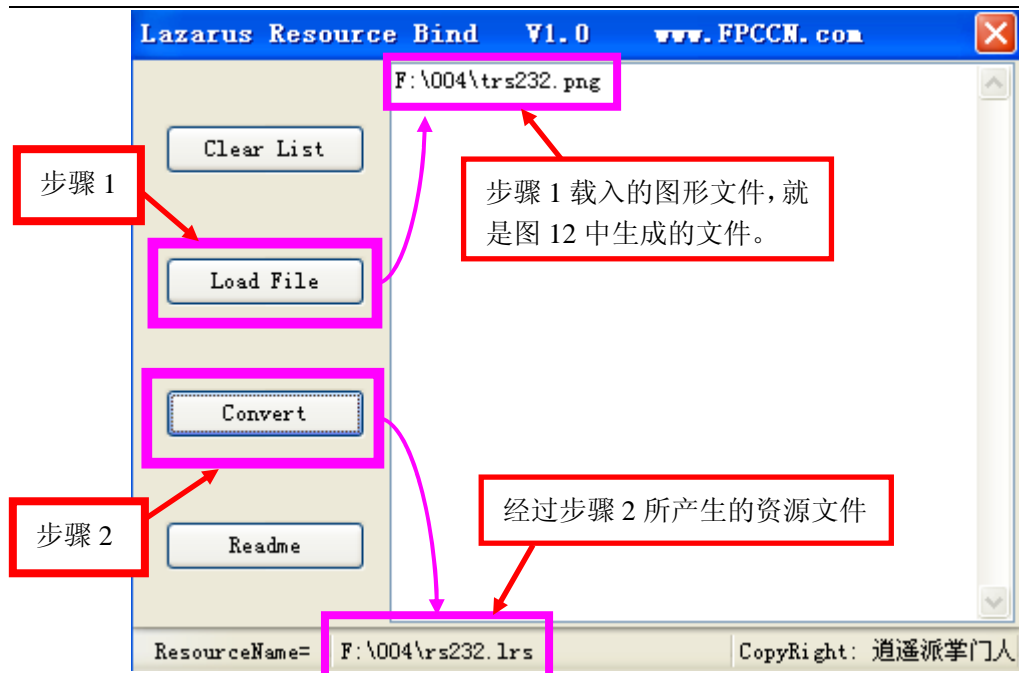 Lazarus Resource Bind V1.0 www.FPCCN.com
F:\004\trs232.png
Clear List
步骤 1
步骤 1 载入的图形文件，就
是图 12 中生成的文件。
Load File
Convert
经过步骤 2 所产生的资源文件
步骤 2
Readme
ResourceName= F:\004\rs232.lrs CopyRight: 逍遥派掌门人